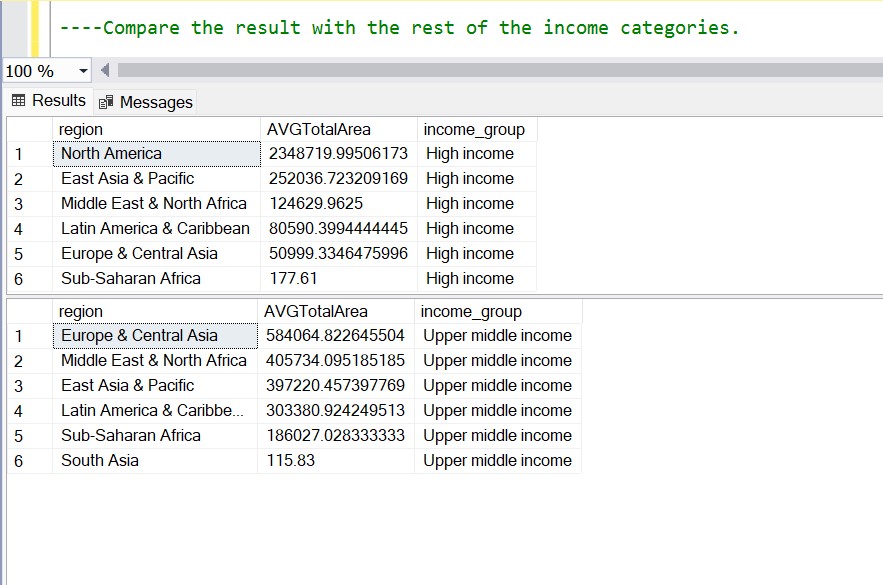 ----Compare the result with the rest of the income categories.
100 %
Results Messages
region AVGTotalArea income_group
1 North America 2348719.99506173 High income
2 East Asia & Pacific 252036.723209169 High income
3 Middle East & North Africa 124629.9625 High income
4 Latin America & Caribbean 80590.3994444445 High income
5 Europe & Central Asia 50999.3346475996 High income
6 Sub-Saharan Africa 177.61 High income
region AVGTotalArea income_group
1 Europe & Central Asia 584064.822645504 Upper middle income
2 Middle East & North Africa 405734.095185185 Upper middle income
3 East Asia & Pacific 397220.457397769 Upper middle income
4 Latin America & Caribbe... 303380.924249513 Upper middle income
5 Sub-Saharan Africa 186027.028333333 Upper middle income
6 South Asia 115.83 Upper middle income